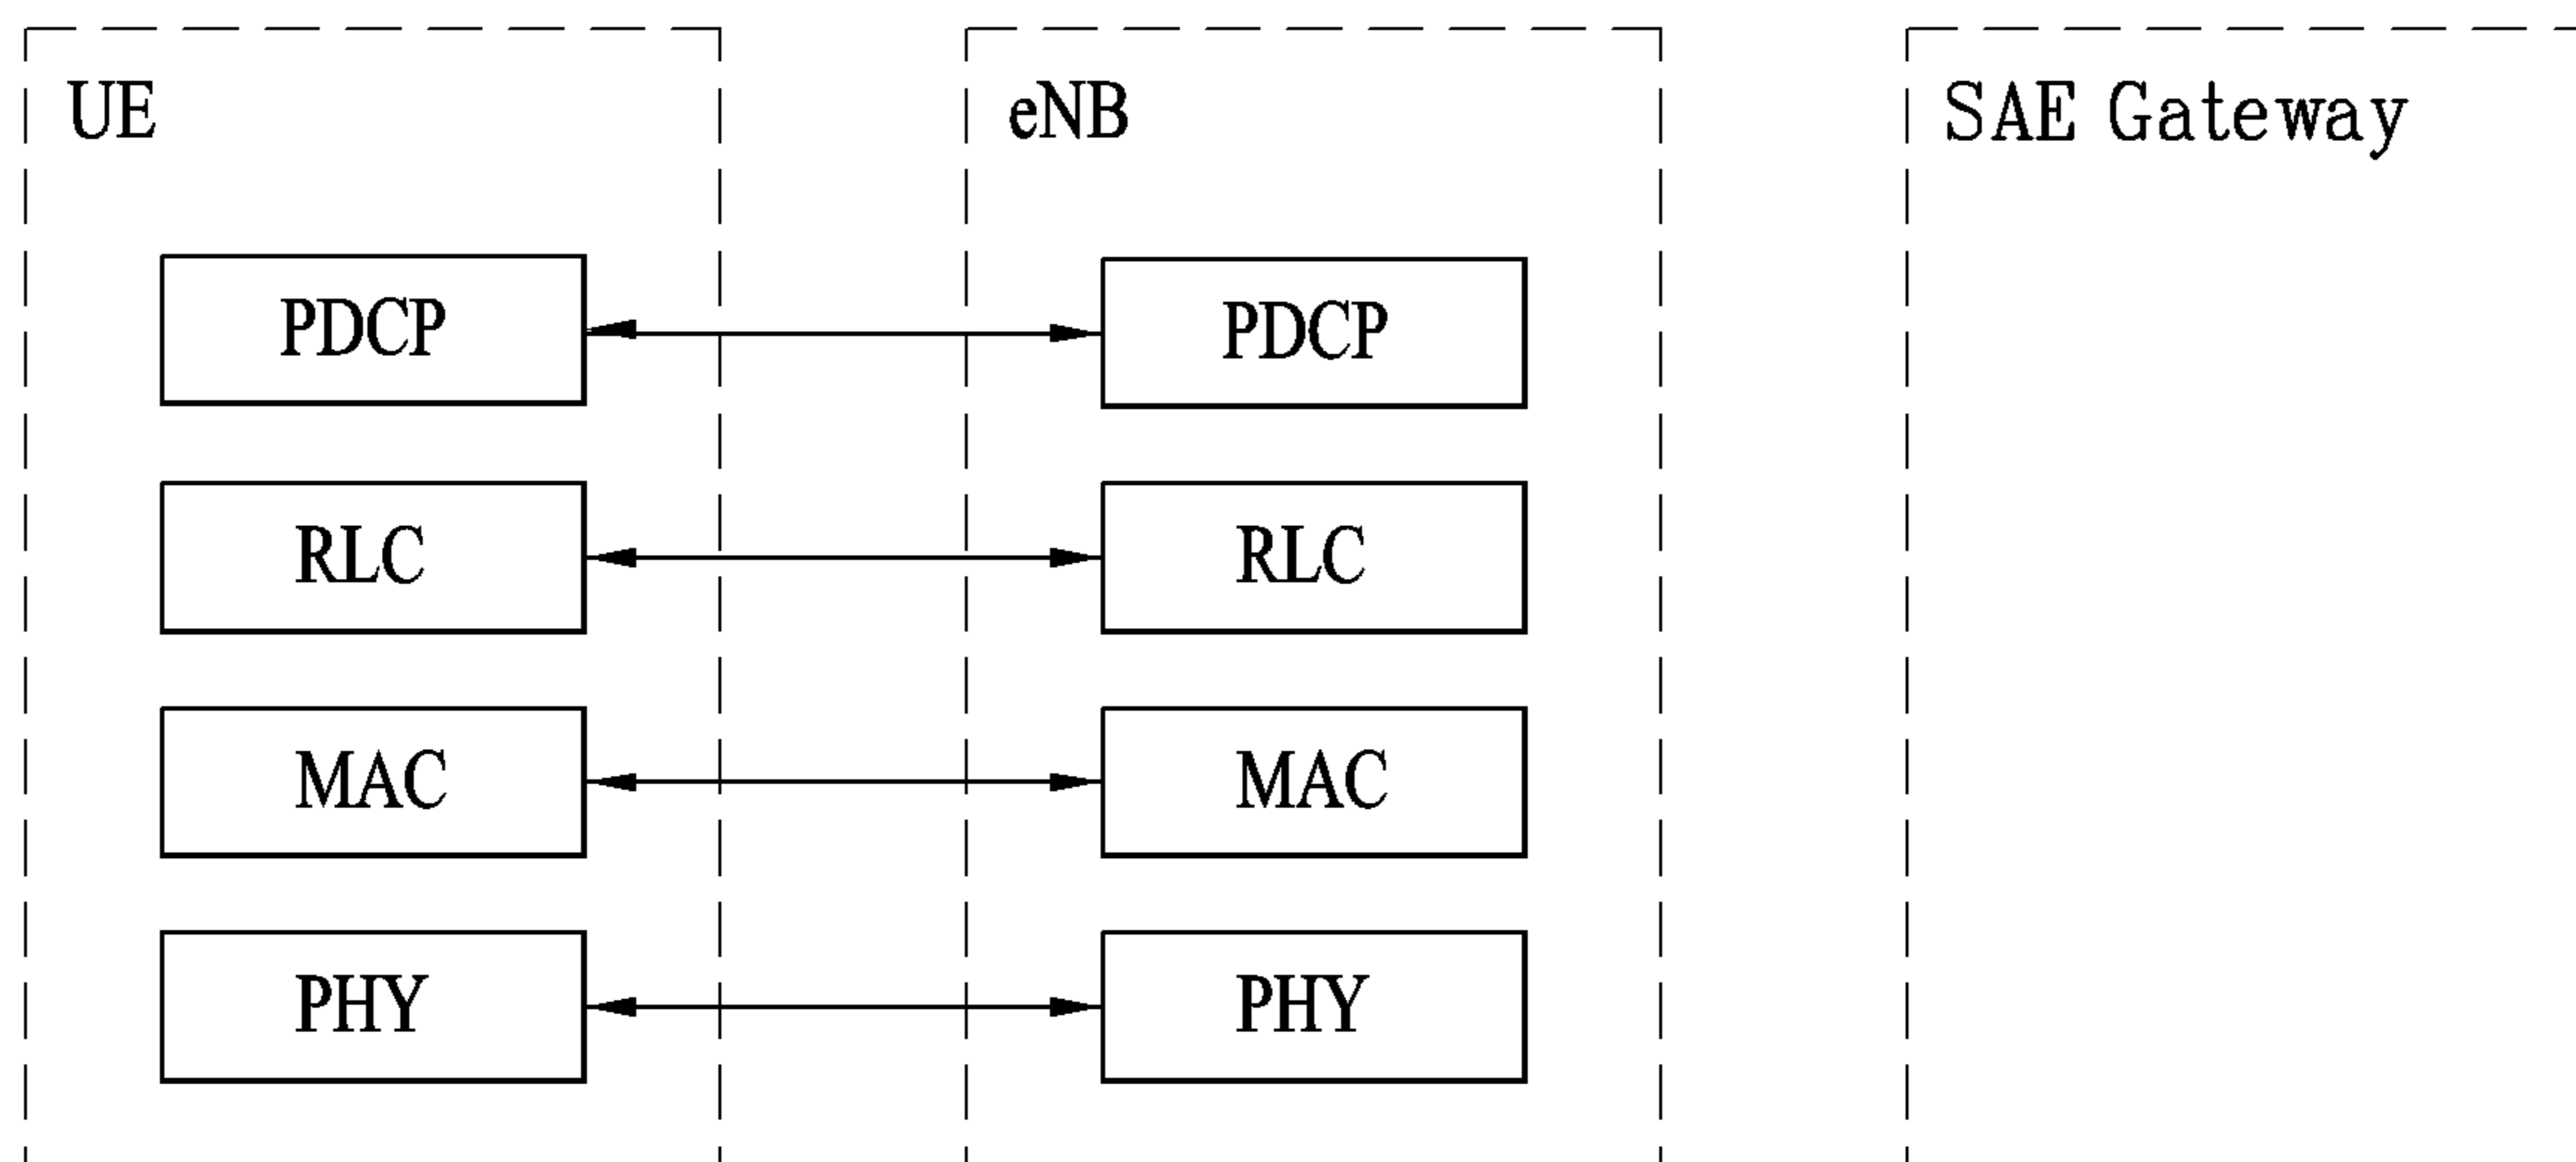 UE
eNB
SAE Gateway
PDCP
PDCP
RLC
RLC
MAC
MAC
PHY
PHY